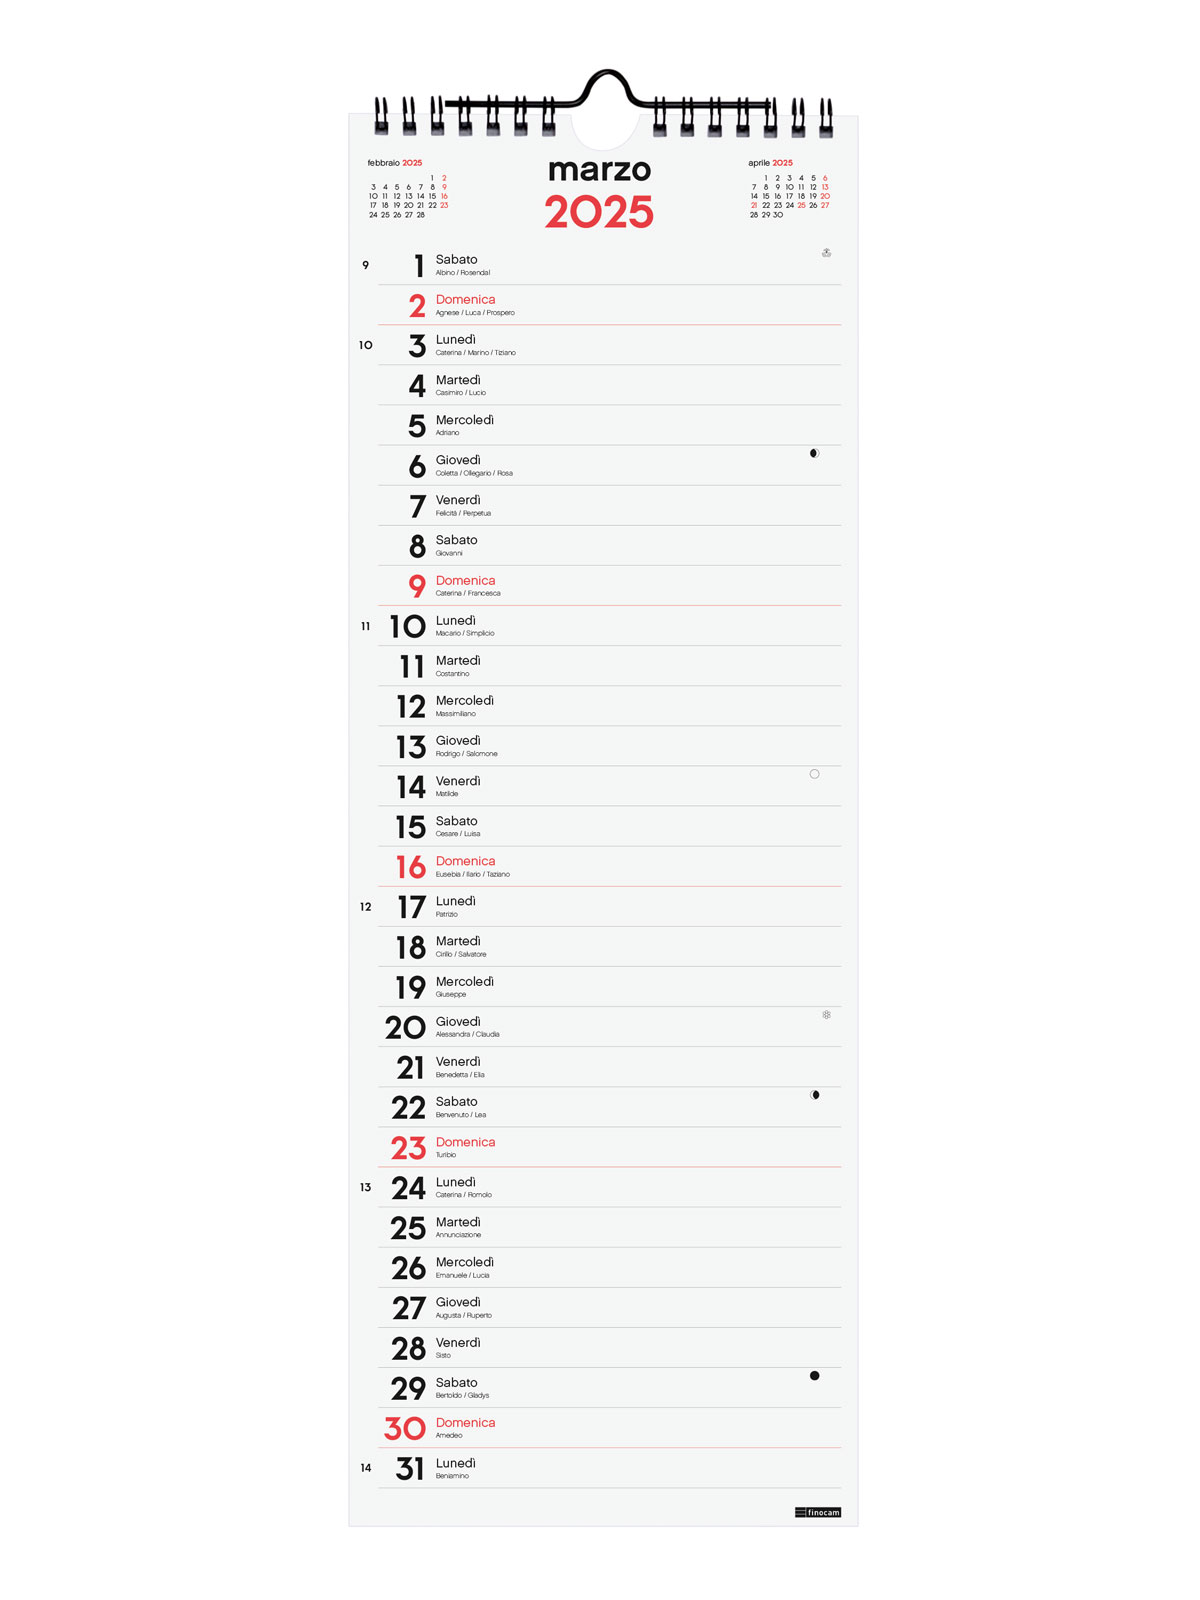 febbraio 2025
1 2
3 4 5 6 7 8 9
10 11 12 13 14 15 16
17 18 19 20 21 22 23
24 25 26 27 28
marzo
2025
aprile 2025
1 2 3 4 5 6
7 8 9 10 11 12 13
14 15 16 17 18 19 20
21 22 23 24 25 26 27
28 29 30
9 1 Sabato
Albino / Rosendal
2 Domenica
Agnese / Luca / Prospero
10 3 Lunedì
Caterina / Marino / Tiziano
4 Martedì
Casimiro / Lucio
5 Mercoledì
Adriano
6 Giovedì
Coletta / Ollegario / Rosa
7 Venerdì
Felicità / Perpetua
8 Sabato
Giovanni
9 Domenica
Caterina / Francesca
11 10 Lunedì
Macario / Simplicio
11 Martedì
Costantino
12 Mercoledì
Massimiliano
13 Giovedì
Rodrigo / Salomone
14 Venerdì
Matilde
15 Sabato
Cesare / Luisa
16 Domenica
Eusebia / Ilario / Taziano
12 17 Lunedì
Patrizio
18 Martedì
Cirillo / Salvatore
19 Mercoledì
Giuseppe
20 Giovedì
Alessandra / Claudia
21 Venerdì
Benedetta / Elia
22 Sabato
Benvenuto / Lea
23 Domenica
Turibio
13 24 Lunedì
Caterina / Romolo
25 Martedì
Annunciazione
26 Mercoledì
Emanuele / Lucia
27 Giovedì
Augusta / Ruperto
28 Venerdì
Sisto
29 Sabato
Bertoldo / Gladys
30 Domenica
Amedeo
14 31 Lunedì
Beniamino
finocam